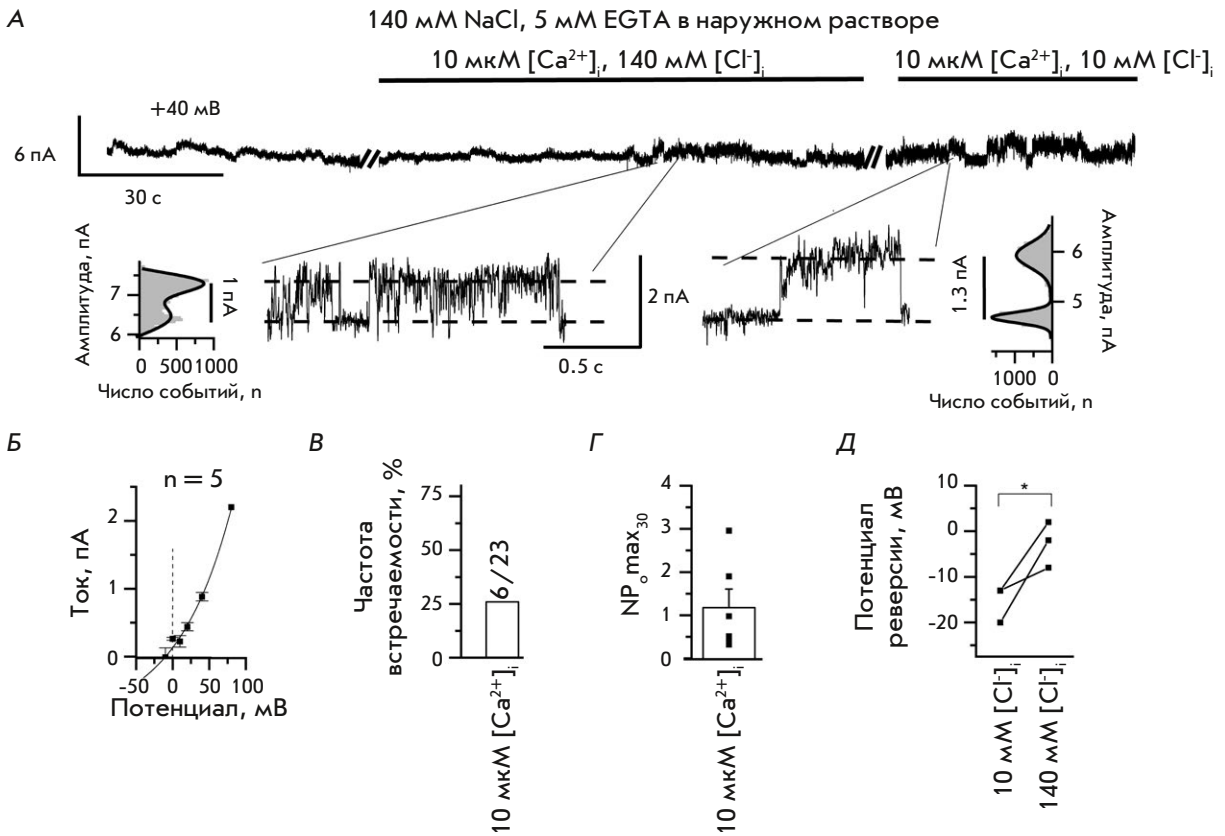 А
140 мМ NaCl, 5 мМ EGTA в наружном растворе
10 мкМ [Ca²⁺]ᵢ, 140 мМ [Cl⁻]ᵢ
10 мкМ [Ca²⁺]ᵢ, 10 мМ [Cl⁻]ᵢ
+40 мВ
6 пА
30 с
Амплитуда, пА
7
6
0 5000 1000
Число событий, n
1 пА
2 пА
0.5 с
1.3 пА
6
5
Амплитуда, пА
1000 0
Число событий, n
Б
n = 5
Ток, пА
2
1
0
-50 0 50 100
Потенциал, мВ
В
Частота
встречаемости, %
75
50
25
0
6/23
10 мкМ [Ca²⁺]ᵢ
Г
NPₒmax₃₀
4
3
2
1
0
10 мкМ [Ca²⁺]ᵢ
Д
Потенциал
реверсии, мВ
10
0
-10
-20
*
10 мМ [Cl⁻]ᵢ
140 мМ [Cl⁻]ᵢ